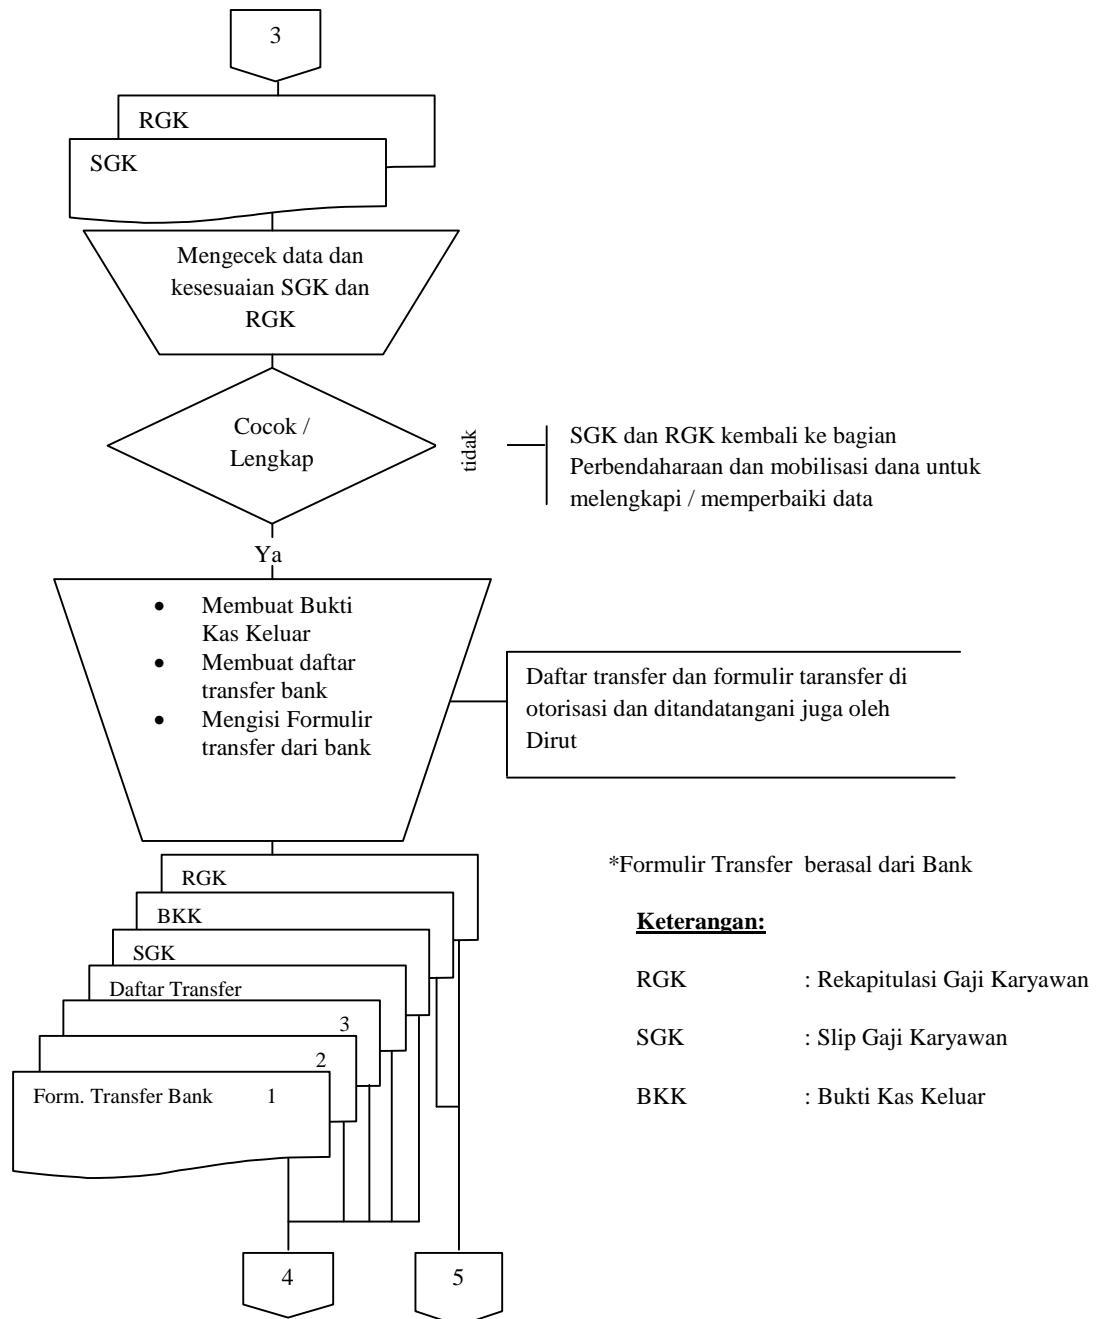 3
RGK
SGK
Mengecek data dan
kesesuaian SGK dan
RGK
Cocok /
Lengkap
tidak
SGK dan RGK kembali ke bagian
Perbendaharaan dan mobilisasi dana untuk
melengkapi / memperbaiki data
Ya
• Membuat Bukti
Kas Keluar
• Membuat daftar
transfer bank
• Mengisi Formulir
transfer dari bank
Daftar transfer dan formulir taransfer di
otorisasi dan ditandatangani juga oleh
Dirut
RGK
BKK
SGK
Daftar Transfer
3
2
Form. Transfer Bank 1
*Formulir Transfer berasal dari Bank
Keterangan:
RGK : Rekapitulasi Gaji Karyawan
SGK : Slip Gaji Karyawan
BKK : Bukti Kas Keluar
4
5